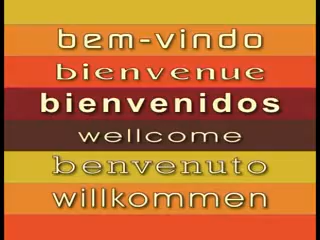 bem-vindo
bienvenue
bienvenidos
wellcome
benvenuto
willkommen